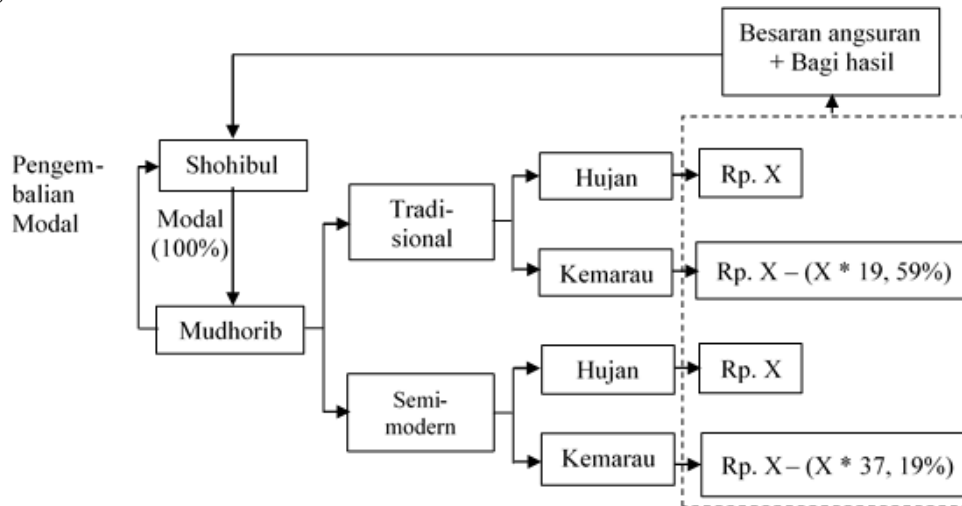 Besaran angsuran
+ Bagi hasil
Pengem-
balian
Modal
Shohibul
Modal
(100%)
Mudhorib
Tradi-
sional
Semi-
modern
Hujan
Rp. X
Kemarau
Rp. X – (X * 19, 59%)
Hujan
Rp. X
Kemarau
Rp. X – (X * 37, 19%)